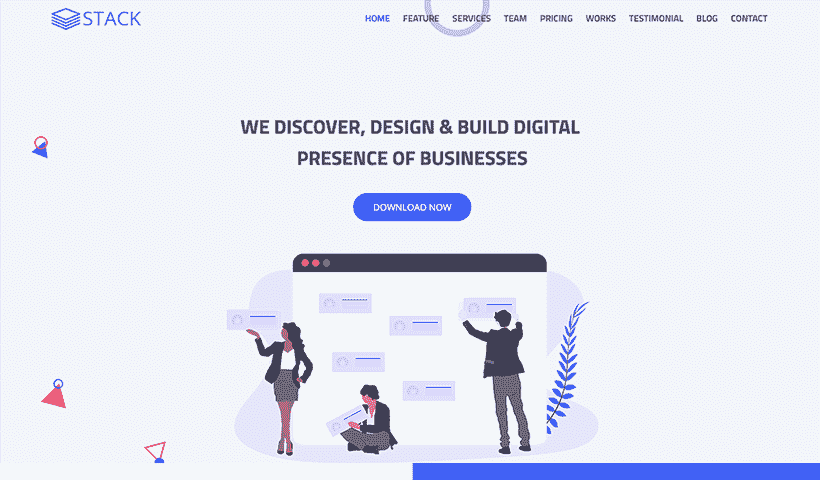 STACK
HOME FEATURE SERVICES TEAM PRICING WORKS TESTIMONIAL BLOG CONTACT
WE DISCOVER, DESIGN & BUILD DIGITAL
PRESENCE OF BUSINESSES
DOWNLOAD NOW